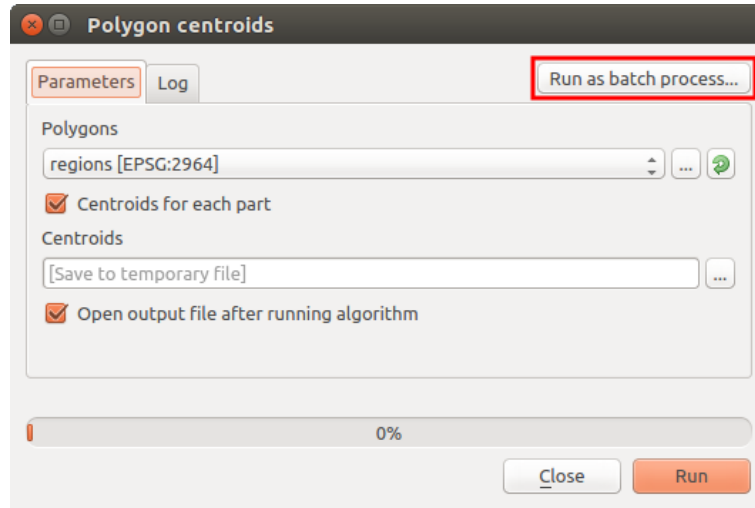 Polygon centroids
Parameters Log Run as batch process...
Polygons
regions [EPSG:2964] ...
Centroids for each part
Centroids
[Save to temporary file] ...
Open output file after running algorithm
0%
Close Run